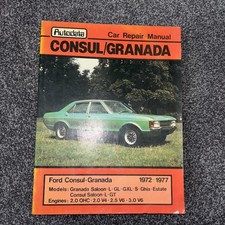 Autodata
Car Repair Manual
CONSUL/GRANADA
Ford Consul·Granada 1972-1977
Models: Granada Saloon·L·GL·GXL·S·Ghia·Estate
Consul Saloon·L·GT
Engines: 2.0 OHC·2.0 V4·2.5 V6·3.0 V6